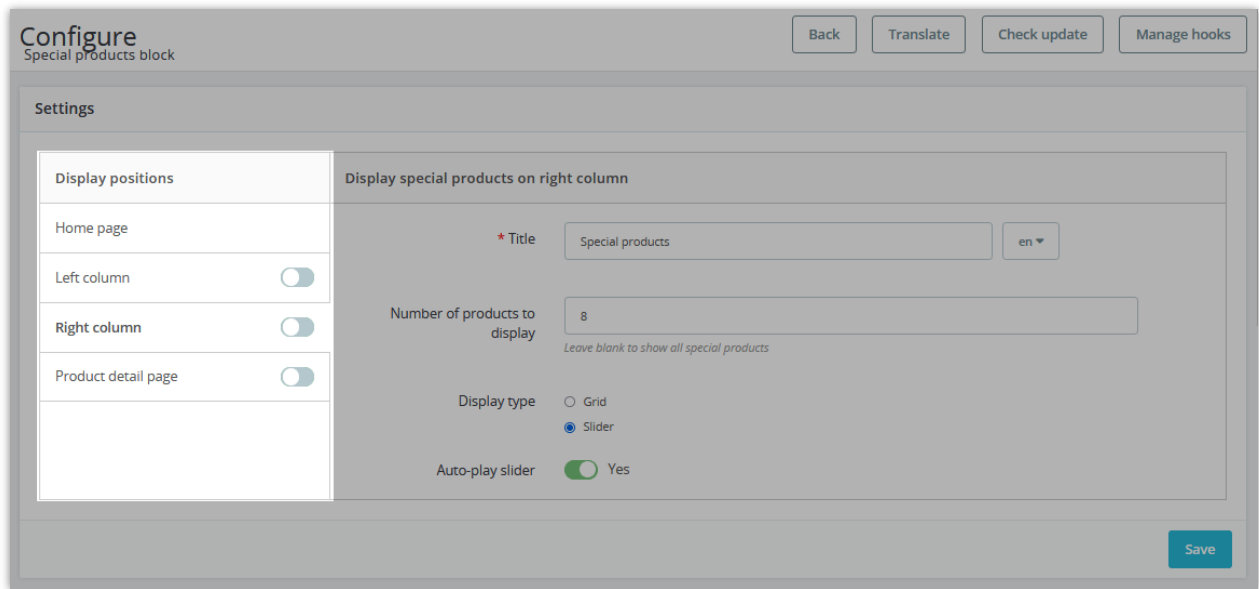 Configure
Special products block
Back
Translate
Check update
Manage hooks
Settings
Display positions
Home page
Left column
Right column
Product detail page
Display special products on right column
* Title
Special products
en
Number of products to
display
8
Leave blank to show all special products
Display type
Grid
Slider
Auto-play slider
Yes
Save